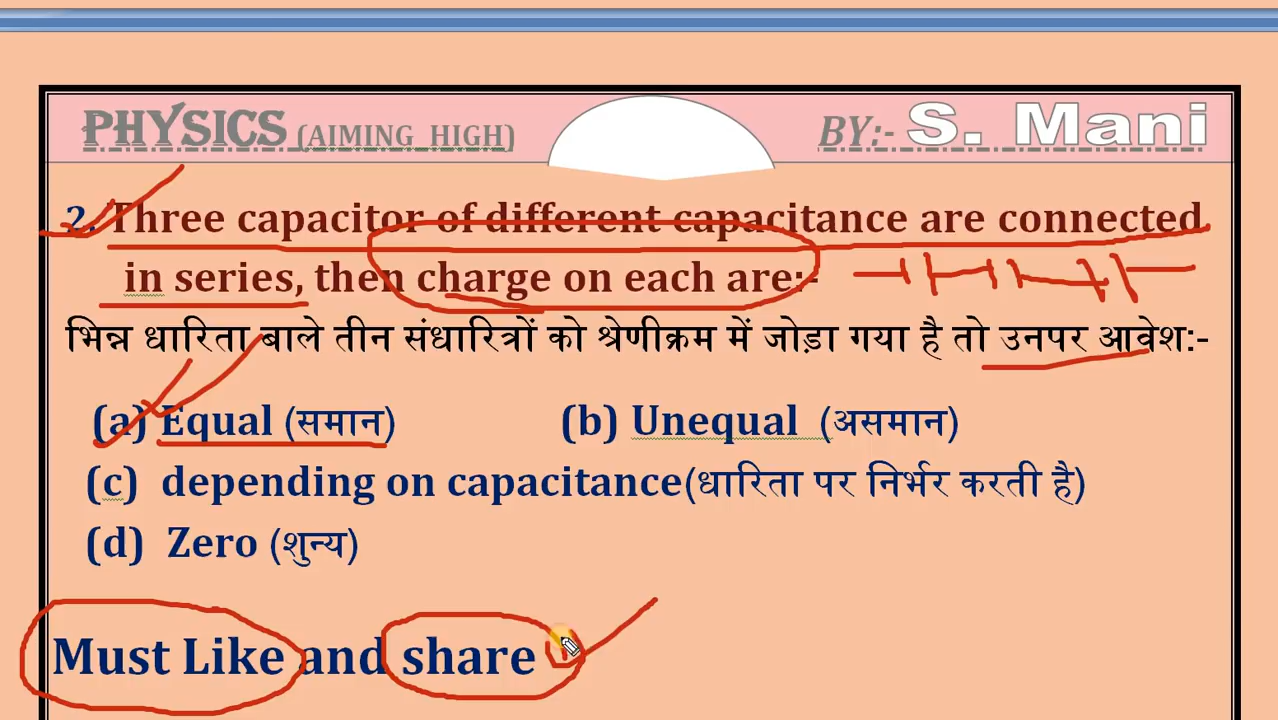 PHYSICS (AIMING HIGH) BY:- S. Mani
2. Three capacitor of different capacitance are connected
in series, then charge on each are:-
भिन्न धारिता बाले तीन संधारित्रों को श्रेणीक्रम में जोड़ा गया है तो उनपर आवेश:-
(a) Equal (समान) (b) Unequal (असमान)
(c) depending on capacitance(धारिता पर निर्भर करती है)
(d) Zero (शुन्य)
Must Like and share